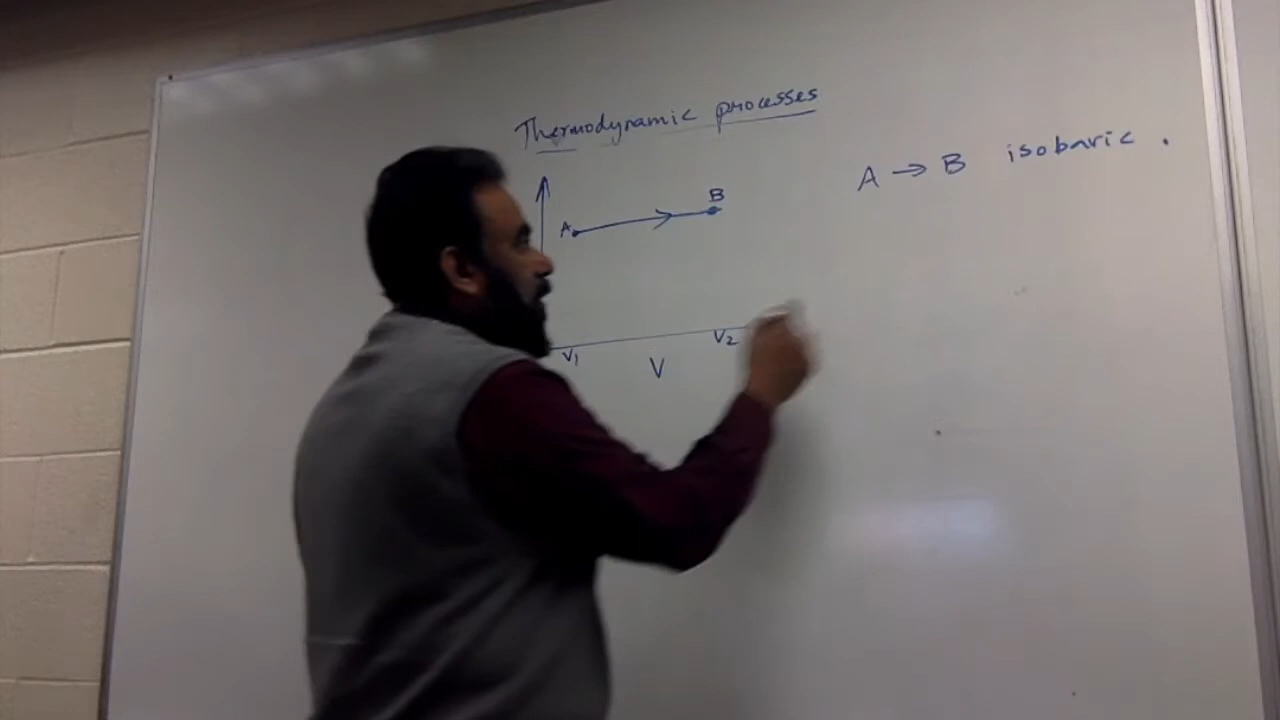 Thermodynamic processes
A → B isobaric.
B
A
V1
V2
V